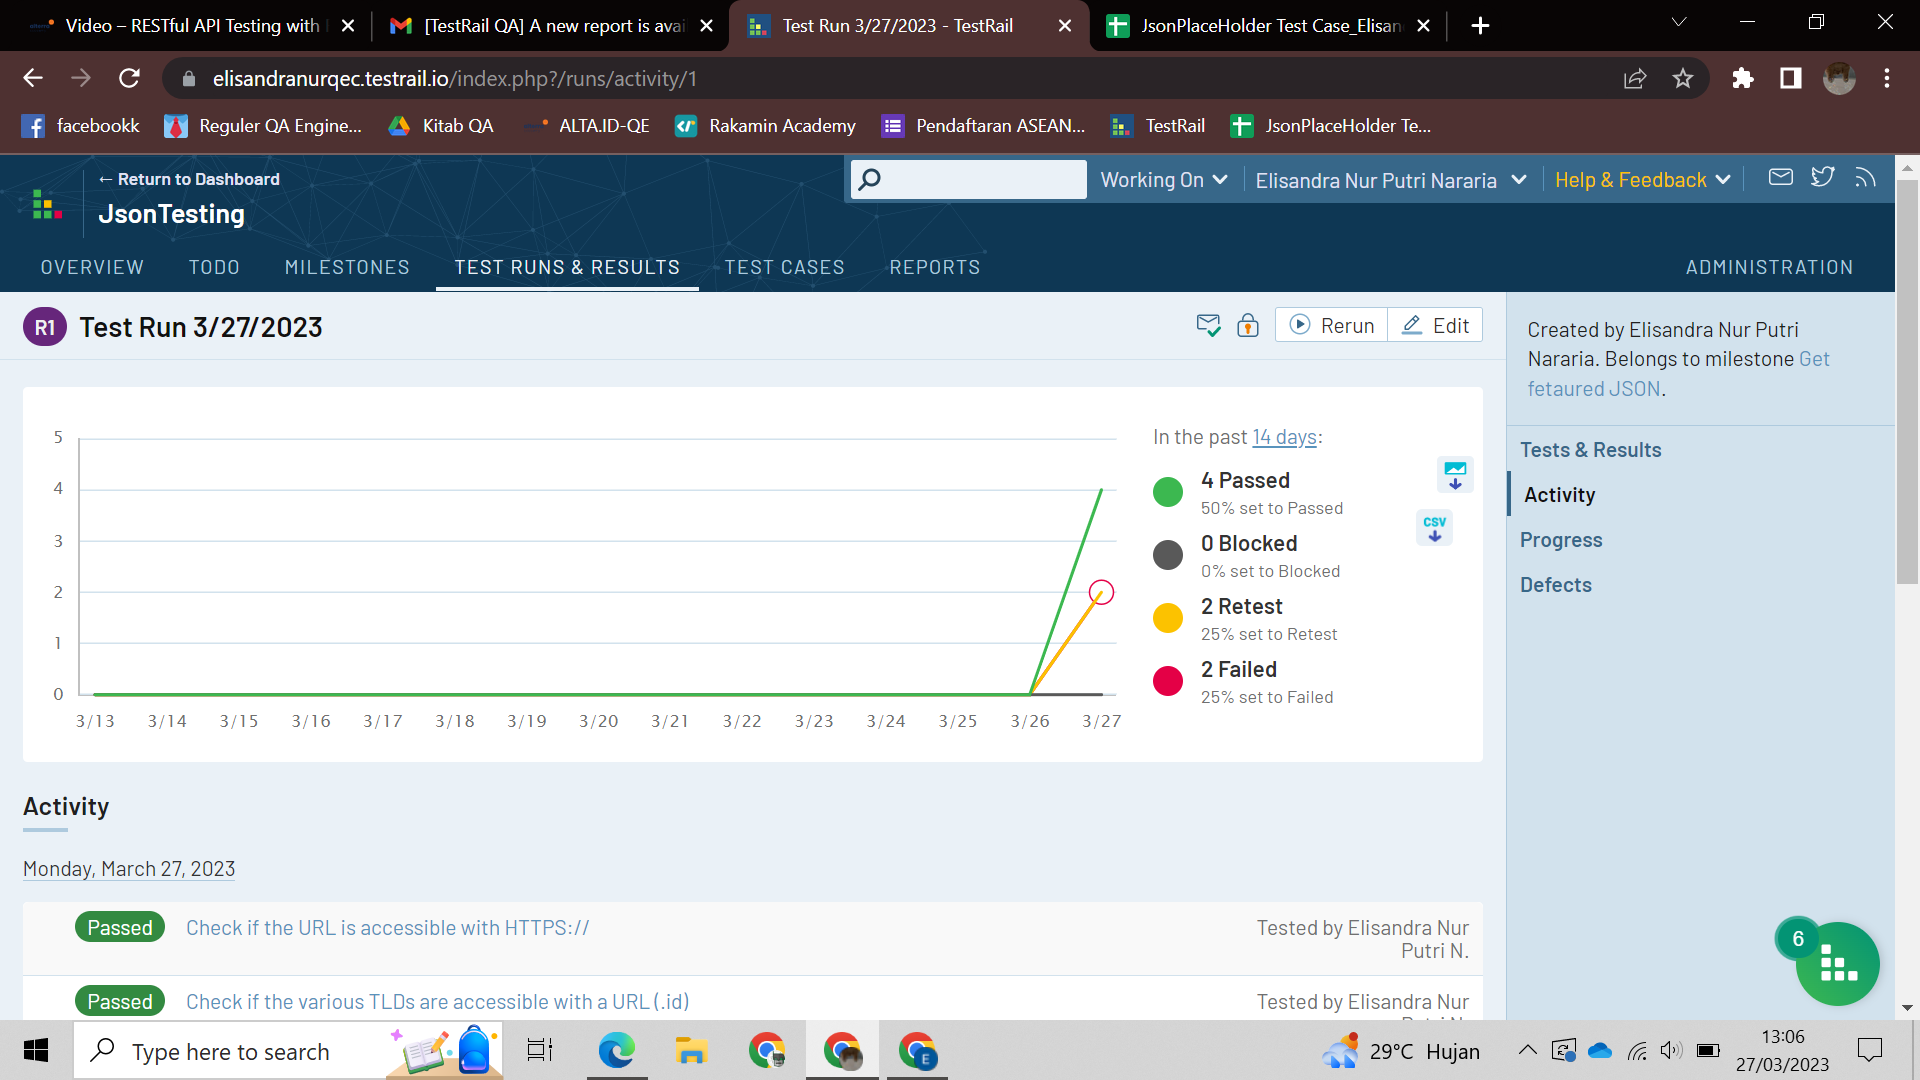 Video – RESTful API Testing with
[TestRail QA] A new report is avai
Test Run 3/27/2023 - TestRail
JsonPlaceHolder Test Case_Elisan
elisandranurqec.testrail.io/index.php?/runs/activity/1
facebookk
Reguler QA Engine...
Kitab QA
ALTA.ID-QE
Rakamin Academy
Pendaftaran ASEAN...
TestRail
JsonPlaceHolder Te...
← Return to Dashboard
JsonTesting
Working On
Elisandra Nur Putri Nararia
Help & Feedback
OVERVIEW
TODO
MILESTONES
TEST RUNS & RESULTS
TEST CASES
REPORTS
ADMINISTRATION
R1
Test Run 3/27/2023
Rerun
Edit
Created by Elisandra Nur Putri
Nararia. Belongs to milestone Get
fetaured JSON.
Tests & Results
Activity
Progress
Defects
5
4
3
2
1
0
3/13 3/14 3/15 3/16 3/17 3/18 3/19 3/20 3/21 3/22 3/23 3/24 3/25 3/26 3/27
In the past 14 days:
4 Passed
50% set to Passed
0 Blocked
0% set to Blocked
2 Retest
25% set to Retest
2 Failed
25% set to Failed
CSV
Activity
Monday, March 27, 2023
Passed
Check if the URL is accessible with HTTPS://
Tested by Elisandra Nur
Putri N.
Passed
Check if the various TLDs are accessible with a URL (.id)
Tested by Elisandra Nur
6
Type here to search
E
29°C Hujan
13:06
27/03/2023